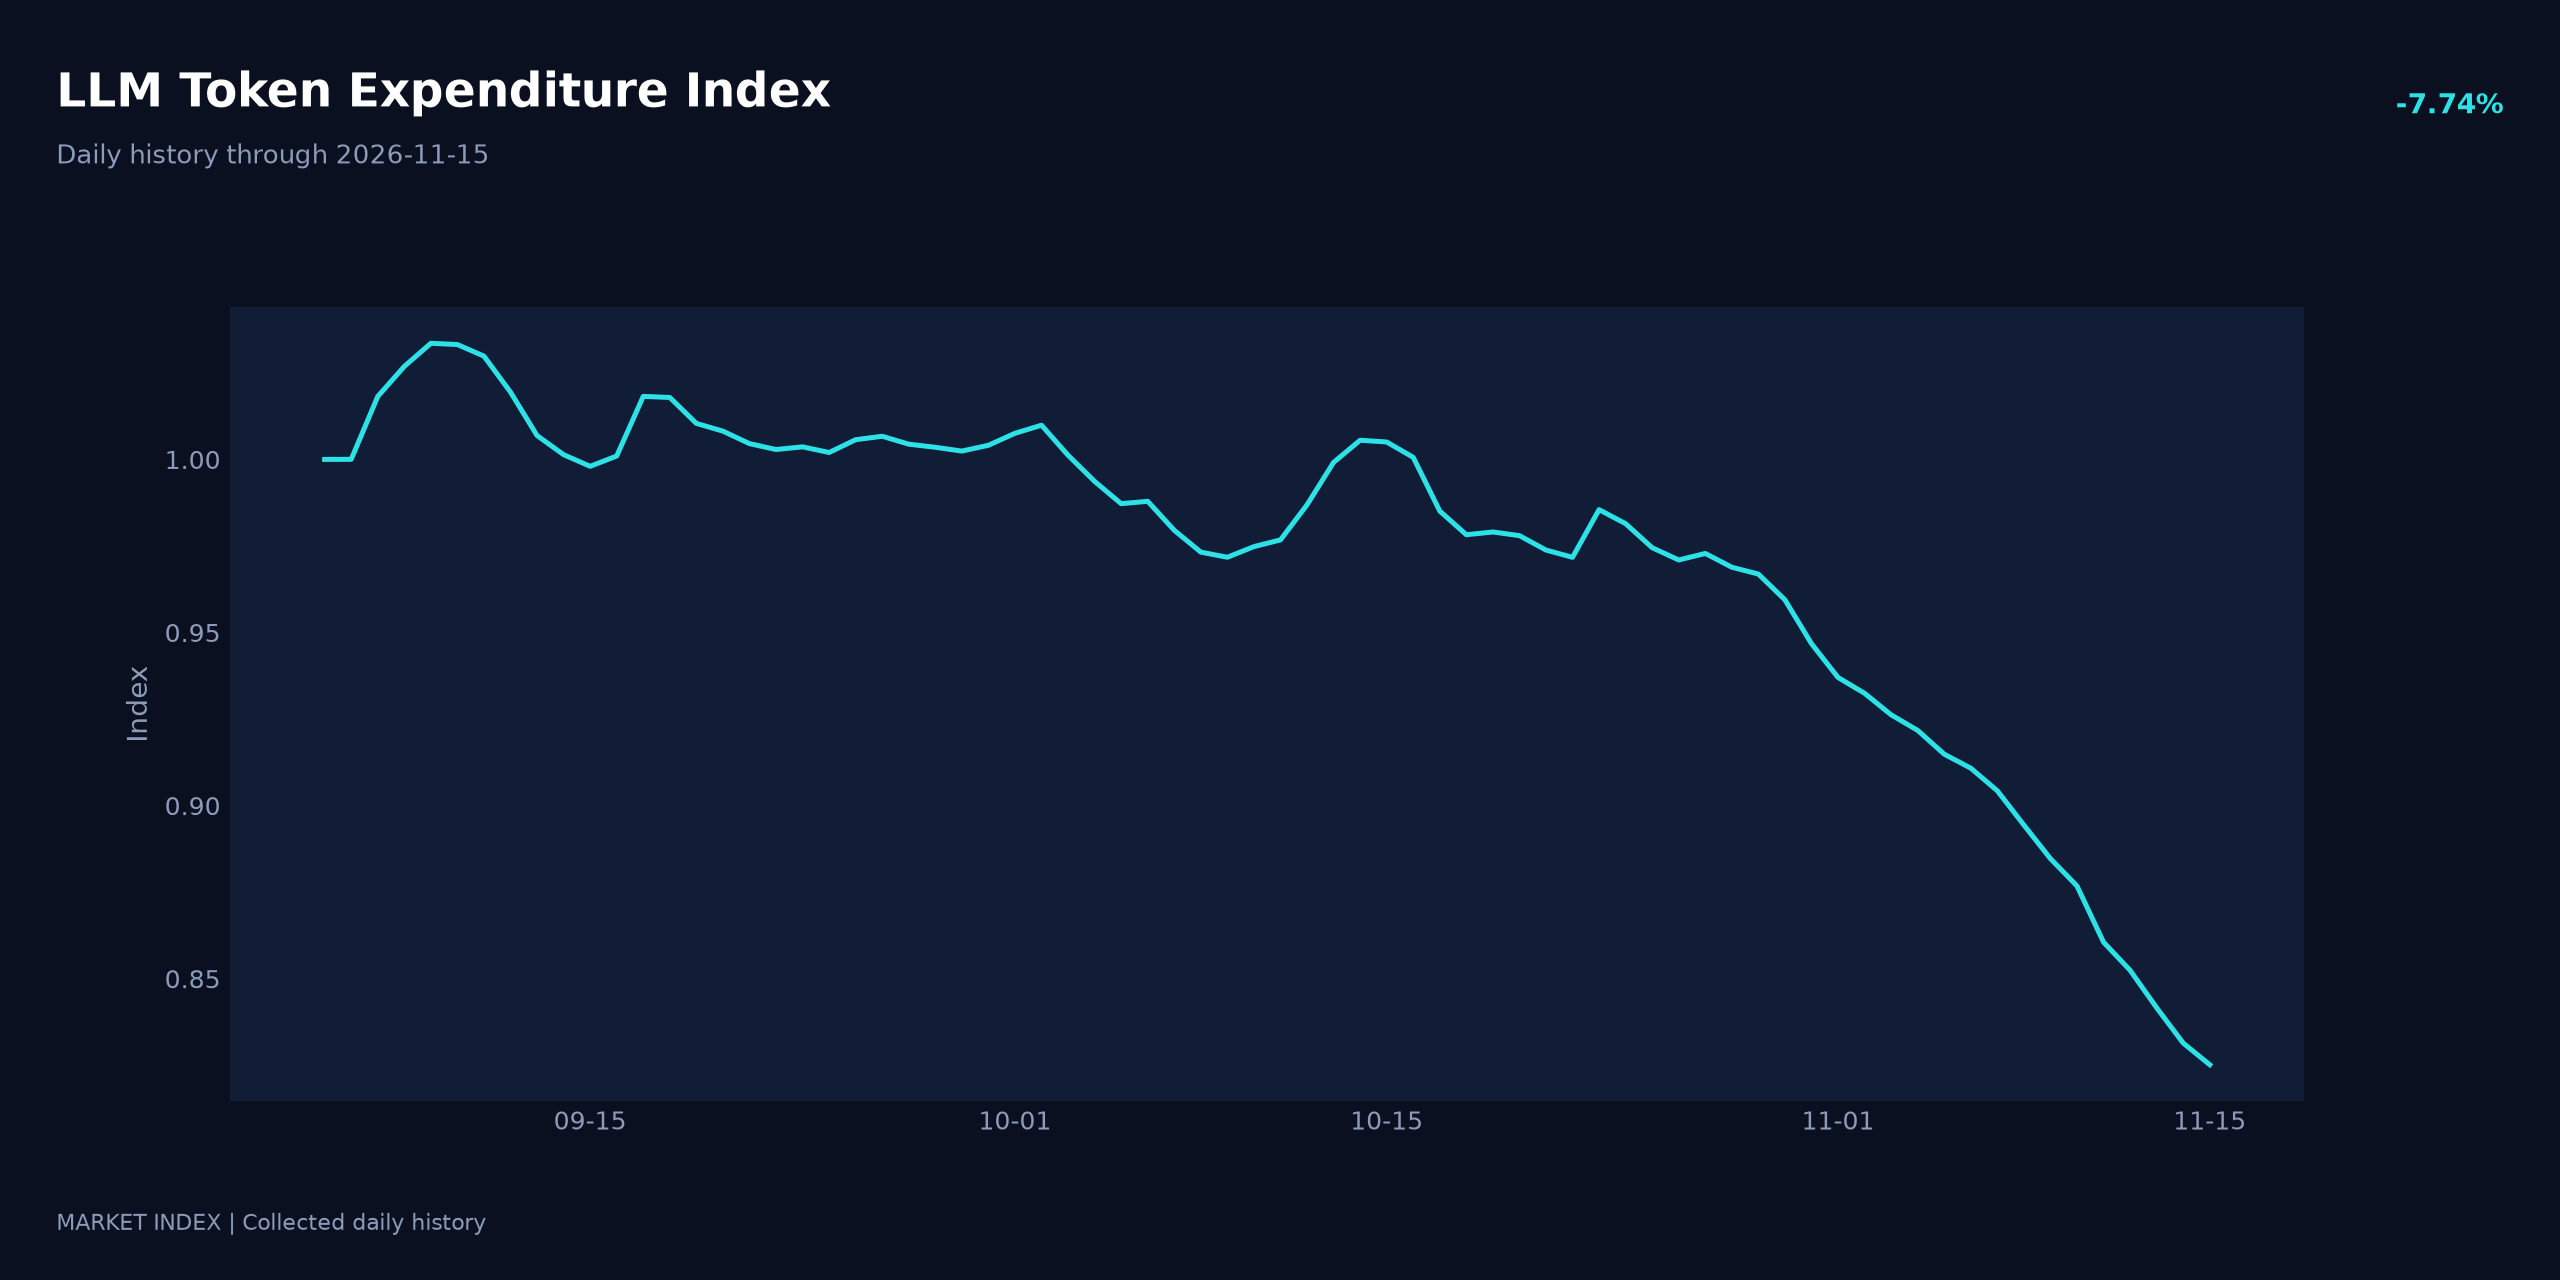 LLM Token Expenditure Index
-7.74%
Daily history through 2026-11-15
1.00
0.95
0.90
0.85
Index
09-15
10-01
10-15
11-01
11-15
MARKET INDEX | Collected daily history